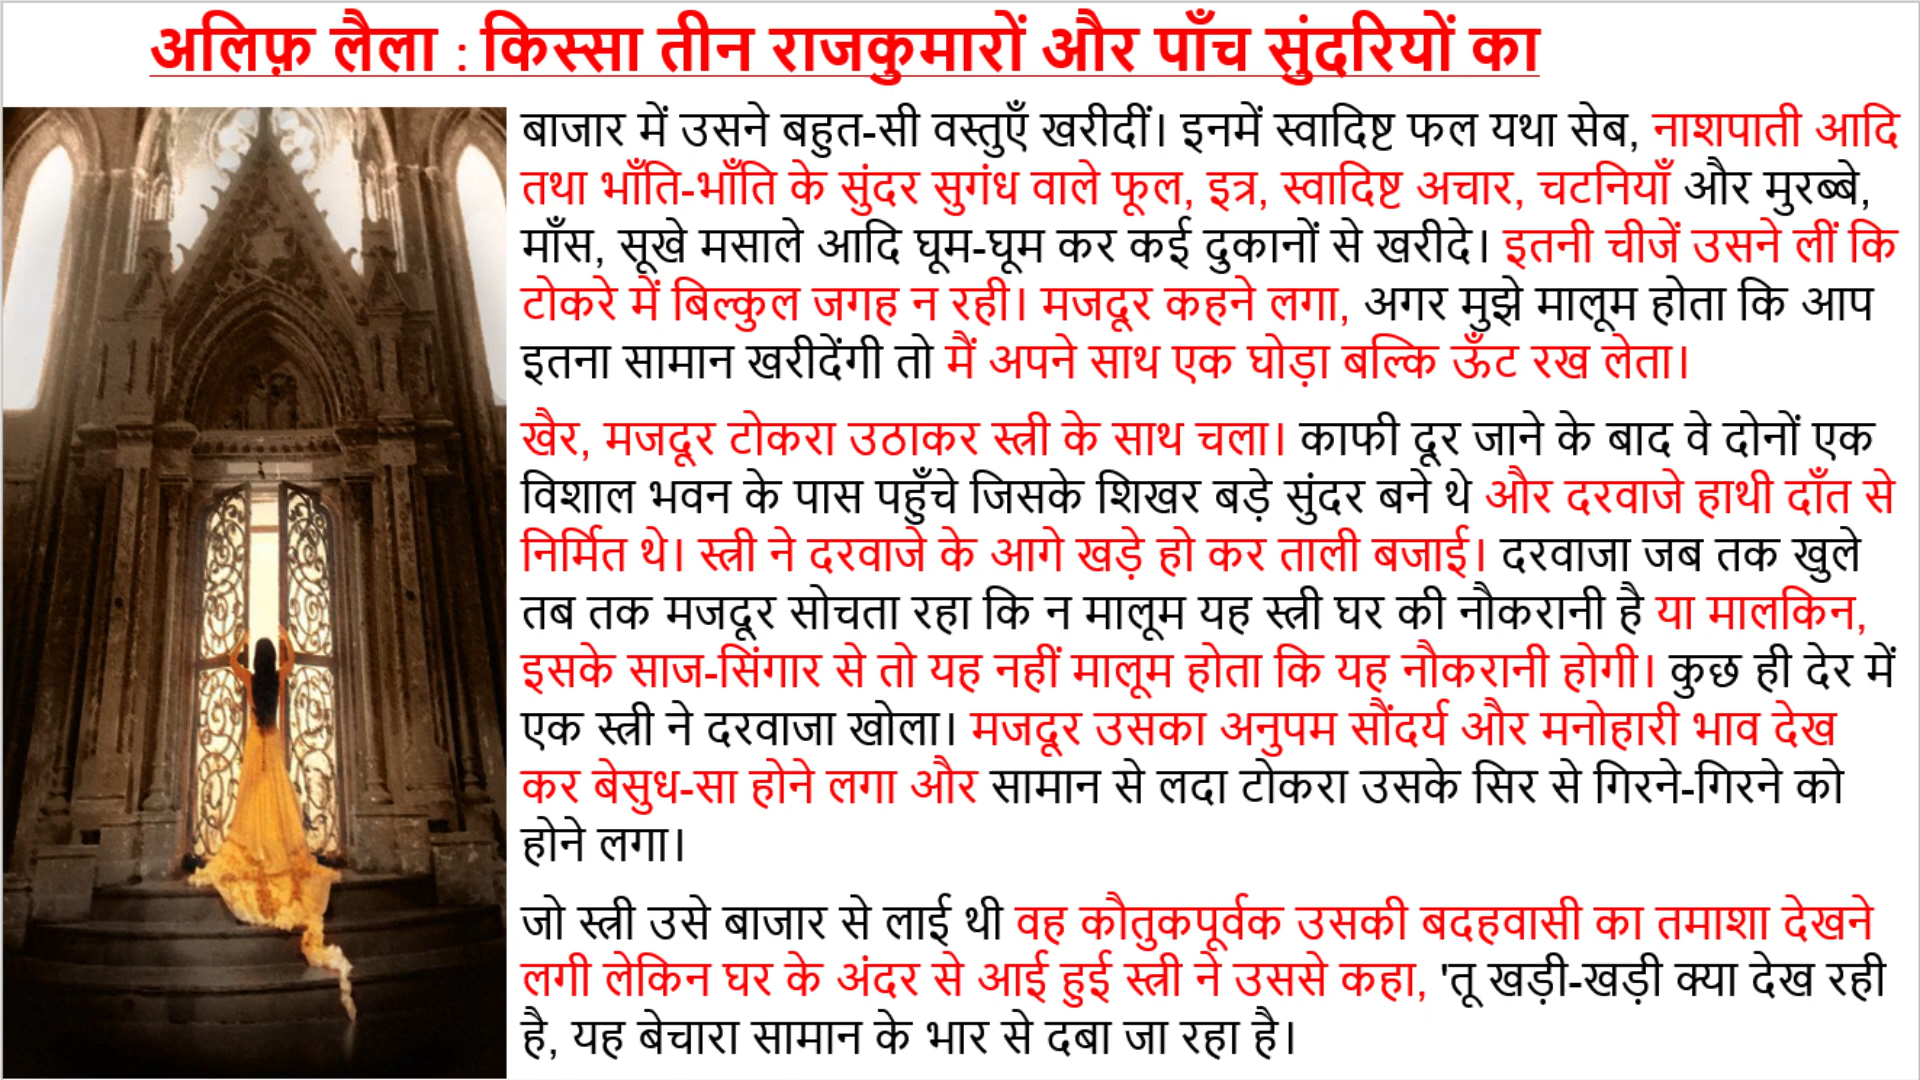 अलिफ़ लैला : किस्सा तीन राजकुमारों और पाँच सुंदरियों का
बाजार में उसने बहुत-सी वस्तुएँ खरीदीं। इनमें स्वादिष्ट फल यथा सेब, नाशपाती आदि
तथा भाँति-भाँति के सुंदर सुगंध वाले फूल, इत्र, स्वादिष्ट अचार, चटनियाँ और मुरब्बे,
माँस, सूखे मसाले आदि घूम-घूम कर कई दुकानों से खरीदे। इतनी चीजें उसने लीं कि
टोकरे में बिल्कुल जगह न रही। मजदूर कहने लगा, अगर मुझे मालूम होता कि आप
इतना सामान खरीदेंगी तो मैं अपने साथ एक घोड़ा बल्कि ऊँट रख लेता।
खैर, मजदूर टोकरा उठाकर स्त्री के साथ चला। काफी दूर जाने के बाद वे दोनों एक
विशाल भवन के पास पहुँचे जिसके शिखर बड़े सुंदर बने थे और दरवाजे हाथी दाँत से
निर्मित थे। स्त्री ने दरवाजे के आगे खड़े हो कर ताली बजाई। दरवाजा जब तक खुले
तब तक मजदूर सोचता रहा कि न मालूम यह स्त्री घर की नौकरानी है या मालकिन,
इसके साज-सिंगार से तो यह नहीं मालूम होता कि यह नौकरानी होगी। कुछ ही देर में
एक स्त्री ने दरवाजा खोला। मजदूर उसका अनुपम सौंदर्य और मनोहारी भाव देख
कर बेसुध-सा होने लगा और सामान से लदा टोकरा उसके सिर से गिरने-गिरने को
होने लगा।
जो स्त्री उसे बाजार से लाई थी वह कौतुकपूर्वक उसकी बदहवासी का तमाशा देखने
लगी लेकिन घर के अंदर से आई हुई स्त्री ने उससे कहा, 'तू खड़ी-खड़ी क्या देख रही
है, यह बेचारा सामान के भार से दबा जा रहा है।